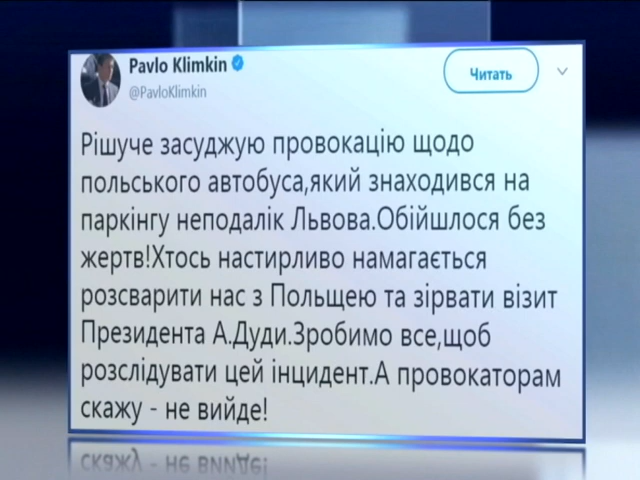 Pavlo Klimkin
@PavloKlimkin
Читать
Рішуче засуджую провокацію щодо
польського автобуса,який знаходився на
паркінгу неподалік Львова.Обійшлося без
жертв!Хтось настирливо намагається
розсварити нас з Польщею та зірвати візит
Президента А.Дуди.Зробимо все,щоб
розслідувати цей інцидент.А провокаторам
скажу - не вийде!